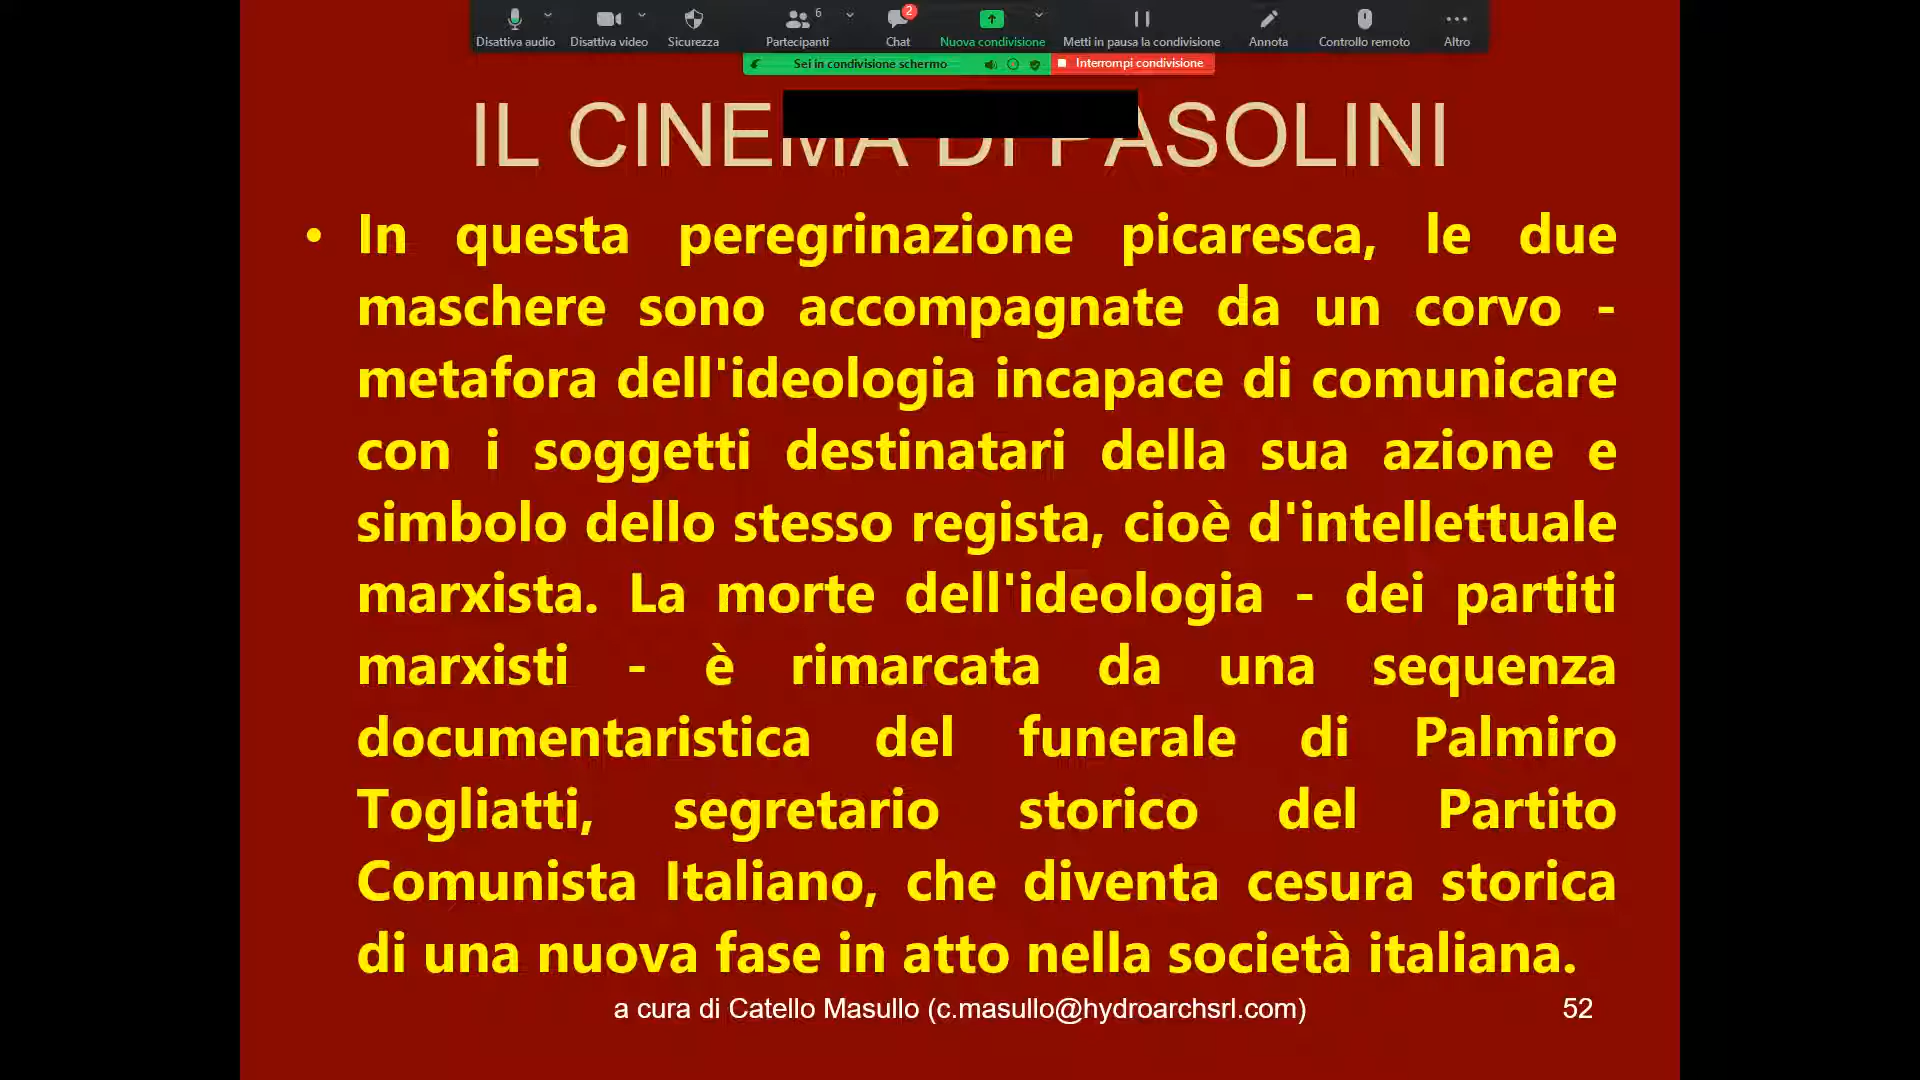 6
2
Disattiva audio
Disattiva video
Sicurezza
Partecipanti
Chat
Nuova condivisione
Metti in pausa la condivisione
Annota
Controllo remoto
Altro
Sei in condivisione schermo
Interrompi condivisione
IL CINEMA DI PASOLINI
• In questa peregrinazione picaresca, le due
maschere sono accompagnate da un corvo -
metafora dell'ideologia incapace di comunicare
con i soggetti destinatari della sua azione e
simbolo dello stesso regista, cioè d'intellettuale
marxista. La morte dell'ideologia - dei partiti
marxisti - è rimarcata da una sequenza
documentaristica del funerale di Palmiro
Togliatti, segretario storico del Partito
Comunista Italiano, che diventa cesura storica
di una nuova fase in atto nella società italiana.
a cura di Catello Masullo (c.masullo@hydroarchsrl.com)
52